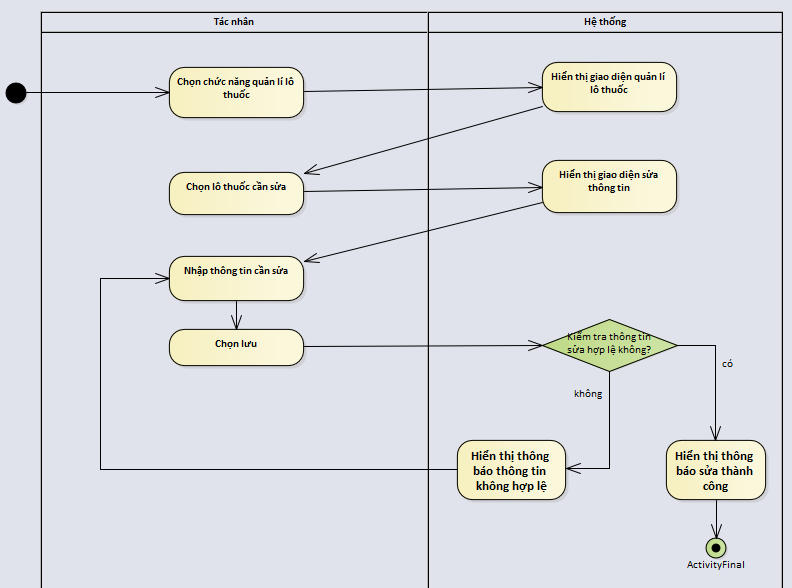 Tác nhân
Hệ thống
Chọn chức năng quản lí lô
thuốc
Hiển thị giao diện quản lí
lô thuốc
Chọn lô thuốc cần sửa
Hiển thị giao diện sửa
thông tin
Nhập thông tin cần sửa
Chọn lưu
Kiểm tra thông tin
sửa hợp lệ không?
có
không
Hiển thị thông
báo thông tin
không hợp lệ
Hiển thị thông
báo sửa thành
công
ActivityFinal